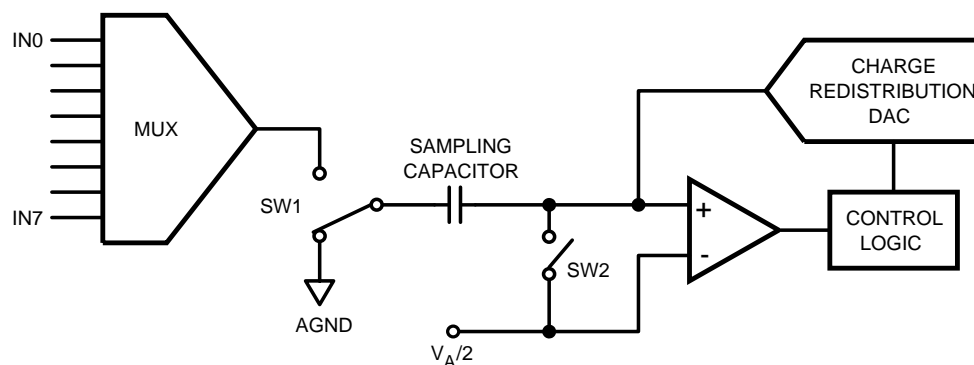 IN0
MUX
IN7
SW1
AGND
SAMPLING
CAPACITOR
SW2
V_A/2
+
-
CHARGE
REDISTRIBUTION
DAC
CONTROL
LOGIC